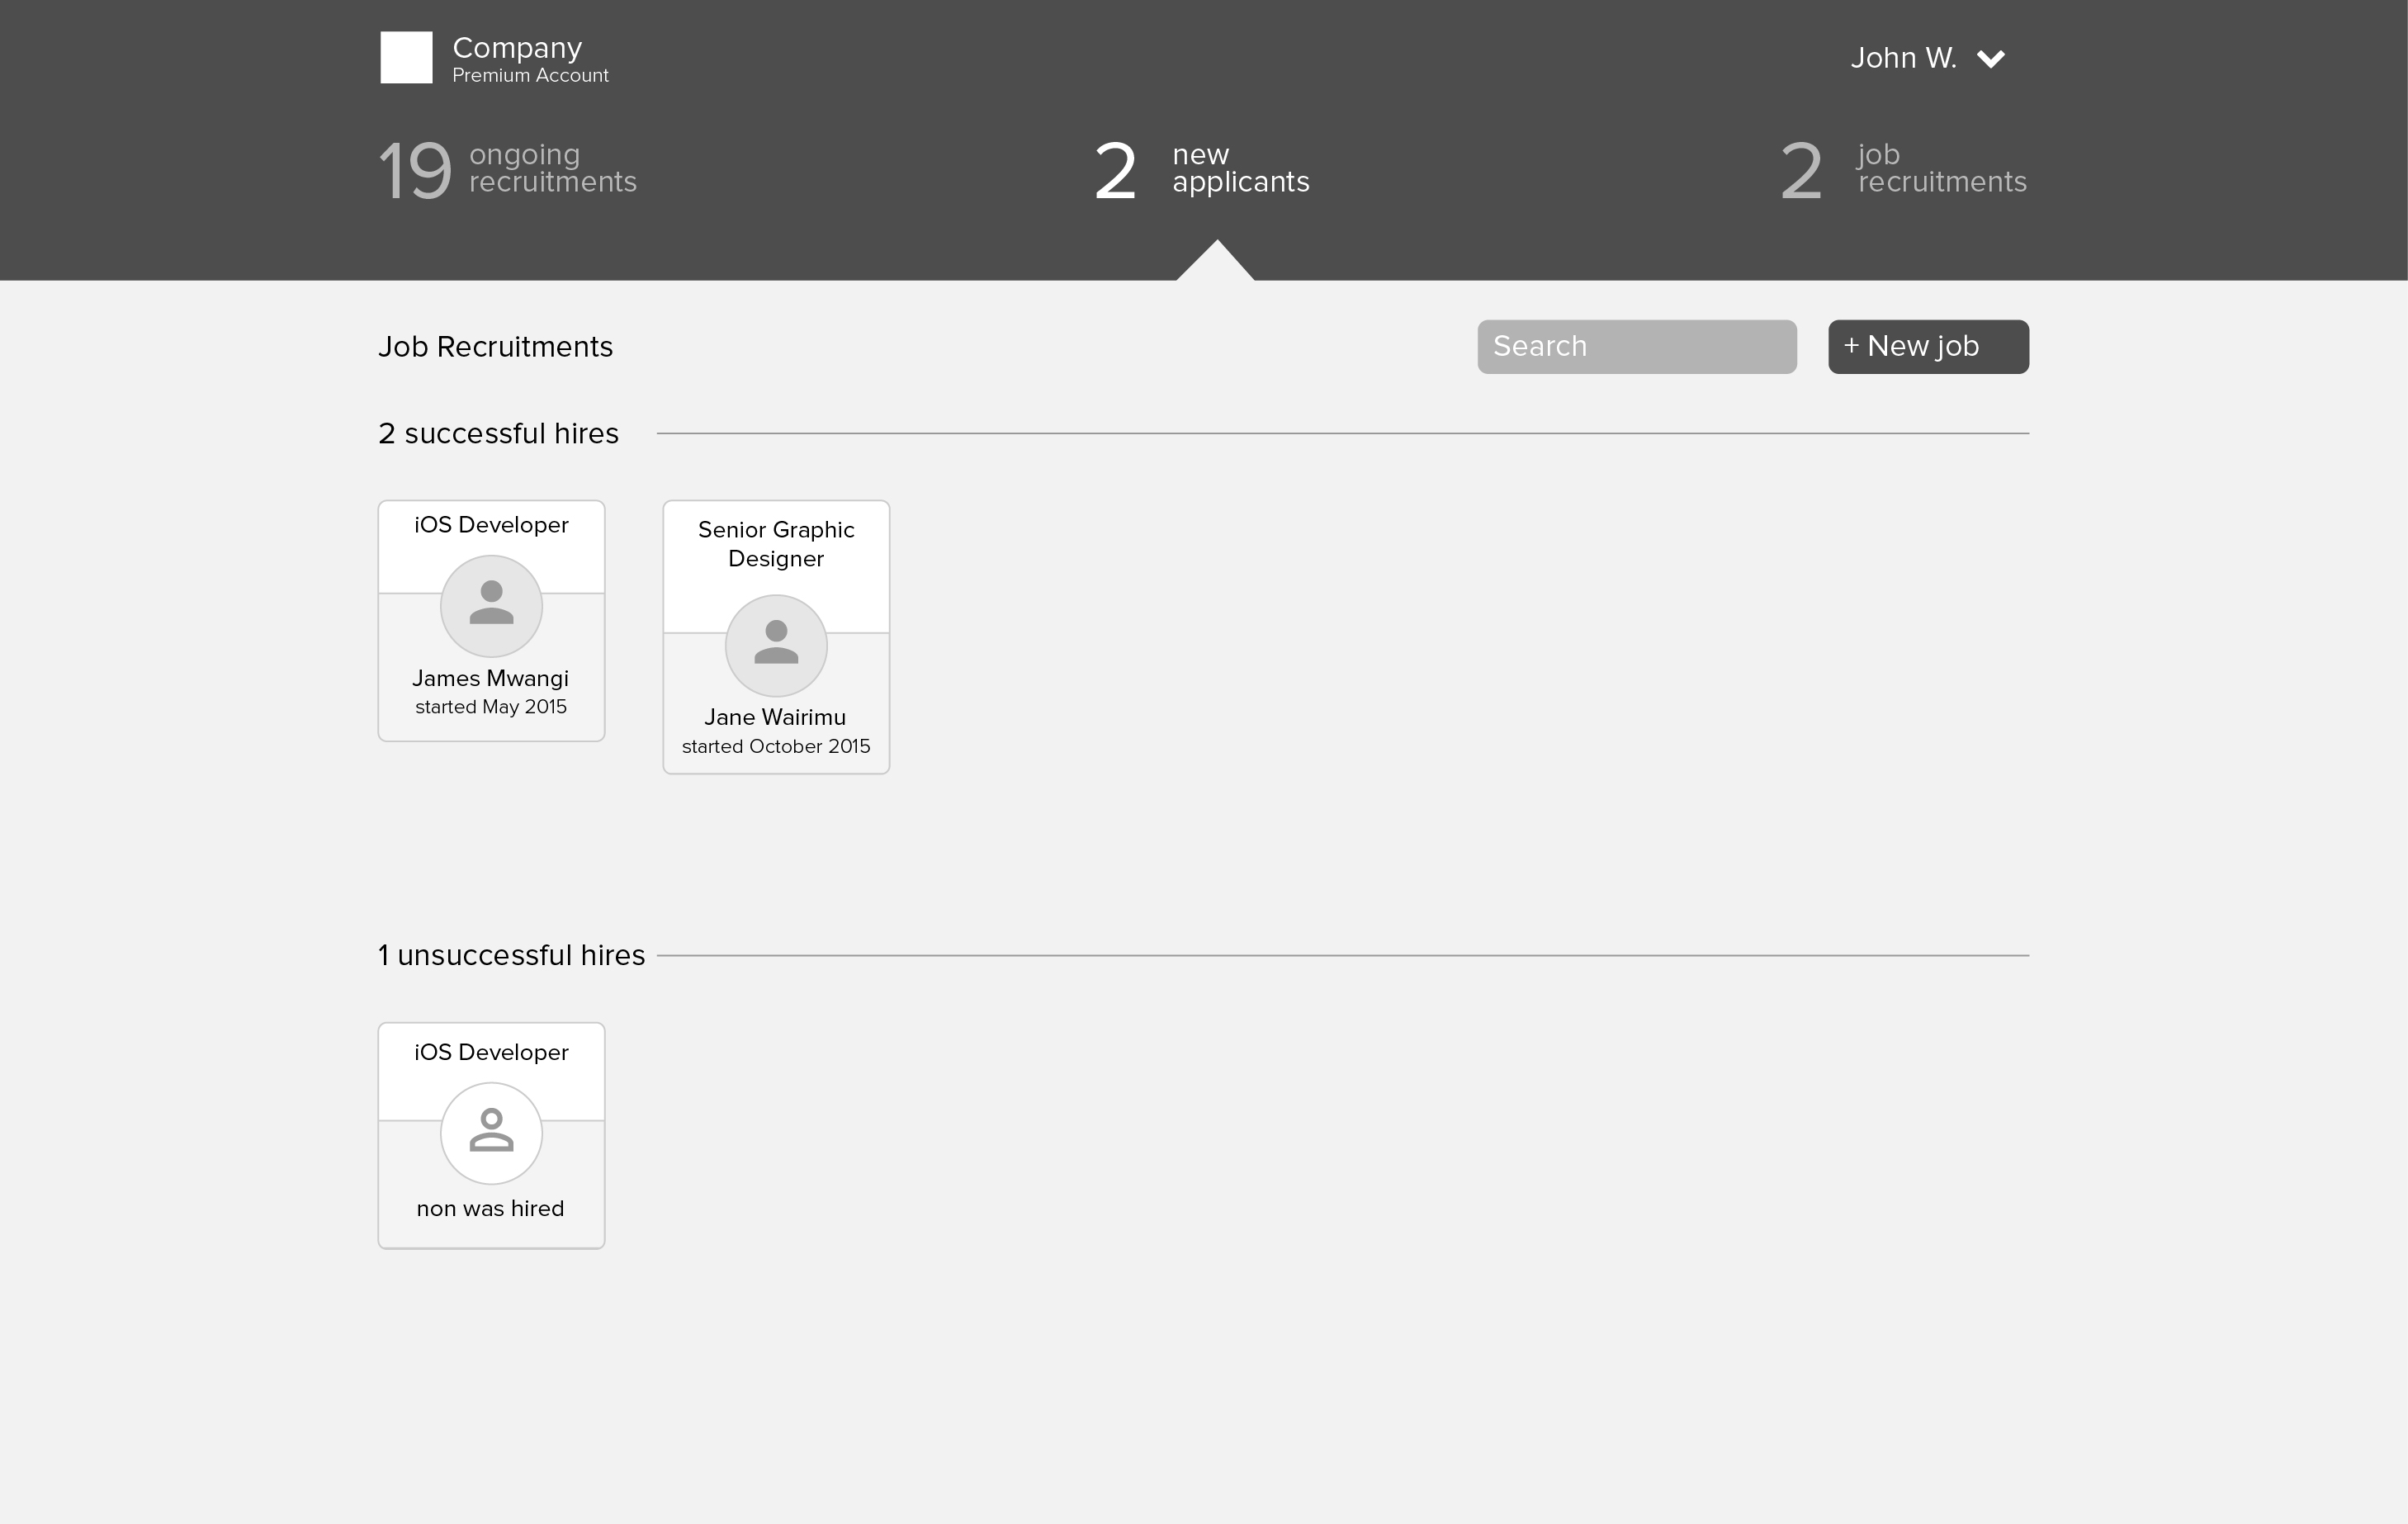 Company
Premium Account
John W.
19 ongoing
recruitments
2 new
applicants
2 job
recruitments
Job Recruitments
Search
+ New job
2 successful hires
iOS Developer
James Mwangi
started May 2015
Senior Graphic
Designer
Jane Wairimu
started October 2015
1 unsuccessful hires
iOS Developer
non was hired